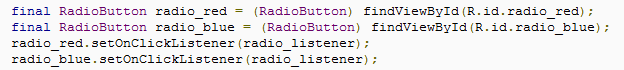 final RadioButton radio_red = (RadioButton) findViewById(R.id.radio_red);
final RadioButton radio_blue = (RadioButton) findViewById(R.id.radio_blue);
radio_red.setOnClickListener(radio_listener);
radio_blue.setOnClickListener(radio_listener);